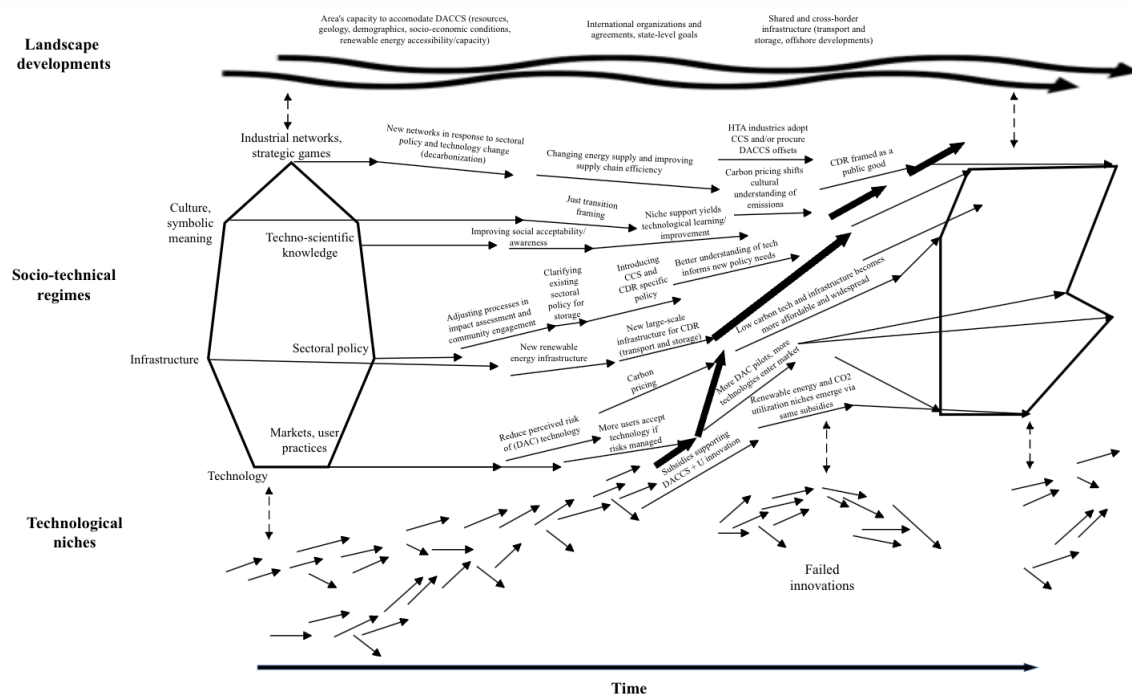 Area's capacity to accomodate DACCS (resources,
geology, demographics, socio-economic conditions,
renewable energy accessibility/capacity)
International organizations and
agreements, state-level goals
Shared and cross-border
infrastructure (transport and
storage, offshore developments)
Landscape
developments
Industrial networks,
strategic games
New networks in response to sectoral
policy and technology change
(decarbonization)
Changing energy supply and improving
supply chain efficiency
HTA industries adopt
CCS and/or procure
DACCS offsets
Carbon pricing shifts
cultural
understanding of
emissions
CDR framed as a
public good
Culture,
symbolic
meaning
Techno-scientific
knowledge
Just transition
framing
Improving social acceptability/
awareness
Niche support yields
technological learning/
improvement
Socio-technical
regimes
Adjusting processes in
impact assessment and
community engagement
Clarifying
existing
sectoral
policy for
storage
Introducing
CCS and
CDR specific
policy
Better understanding of tech
informs new policy needs
Infrastructure
Sectoral policy
New renewable
energy infrastructure
New large-scale
infrastructure for CDR
(transport and storage)
Low carbon tech and infrastructure becomes
more affordable and widespread
Carbon
pricing
More DAC pilots, more
technologies enter market
Renewable energy and CO2
utilization niches emerge via
same subsidies
Markets, user
practices
Technology
Reduce perceived risk
of (DAC) technology
More users accept
technology if
risks managed
Subsidies supporting
DACCS + U innovation
Technological
niches
Failed
innovations
Time